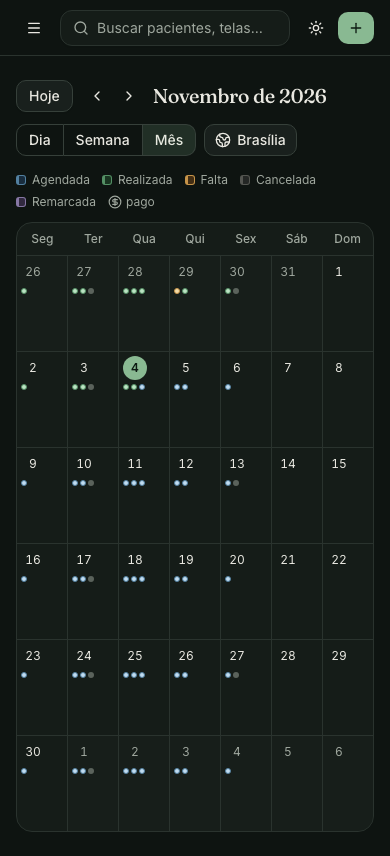 Buscar pacientes, telas...
Hoje
Novembro de 2026
Dia Semana Mês Brasília
Agendada Realizada Falta Cancelada
Remarcada pago
Seg Ter Qua Qui Sex Sáb Dom
26 27 28 29 30 31 1
2 3 4 5 6 7 8
9 10 11 12 13 14 15
16 17 18 19 20 21 22
23 24 25 26 27 28 29
30 1 2 3 4 5 6